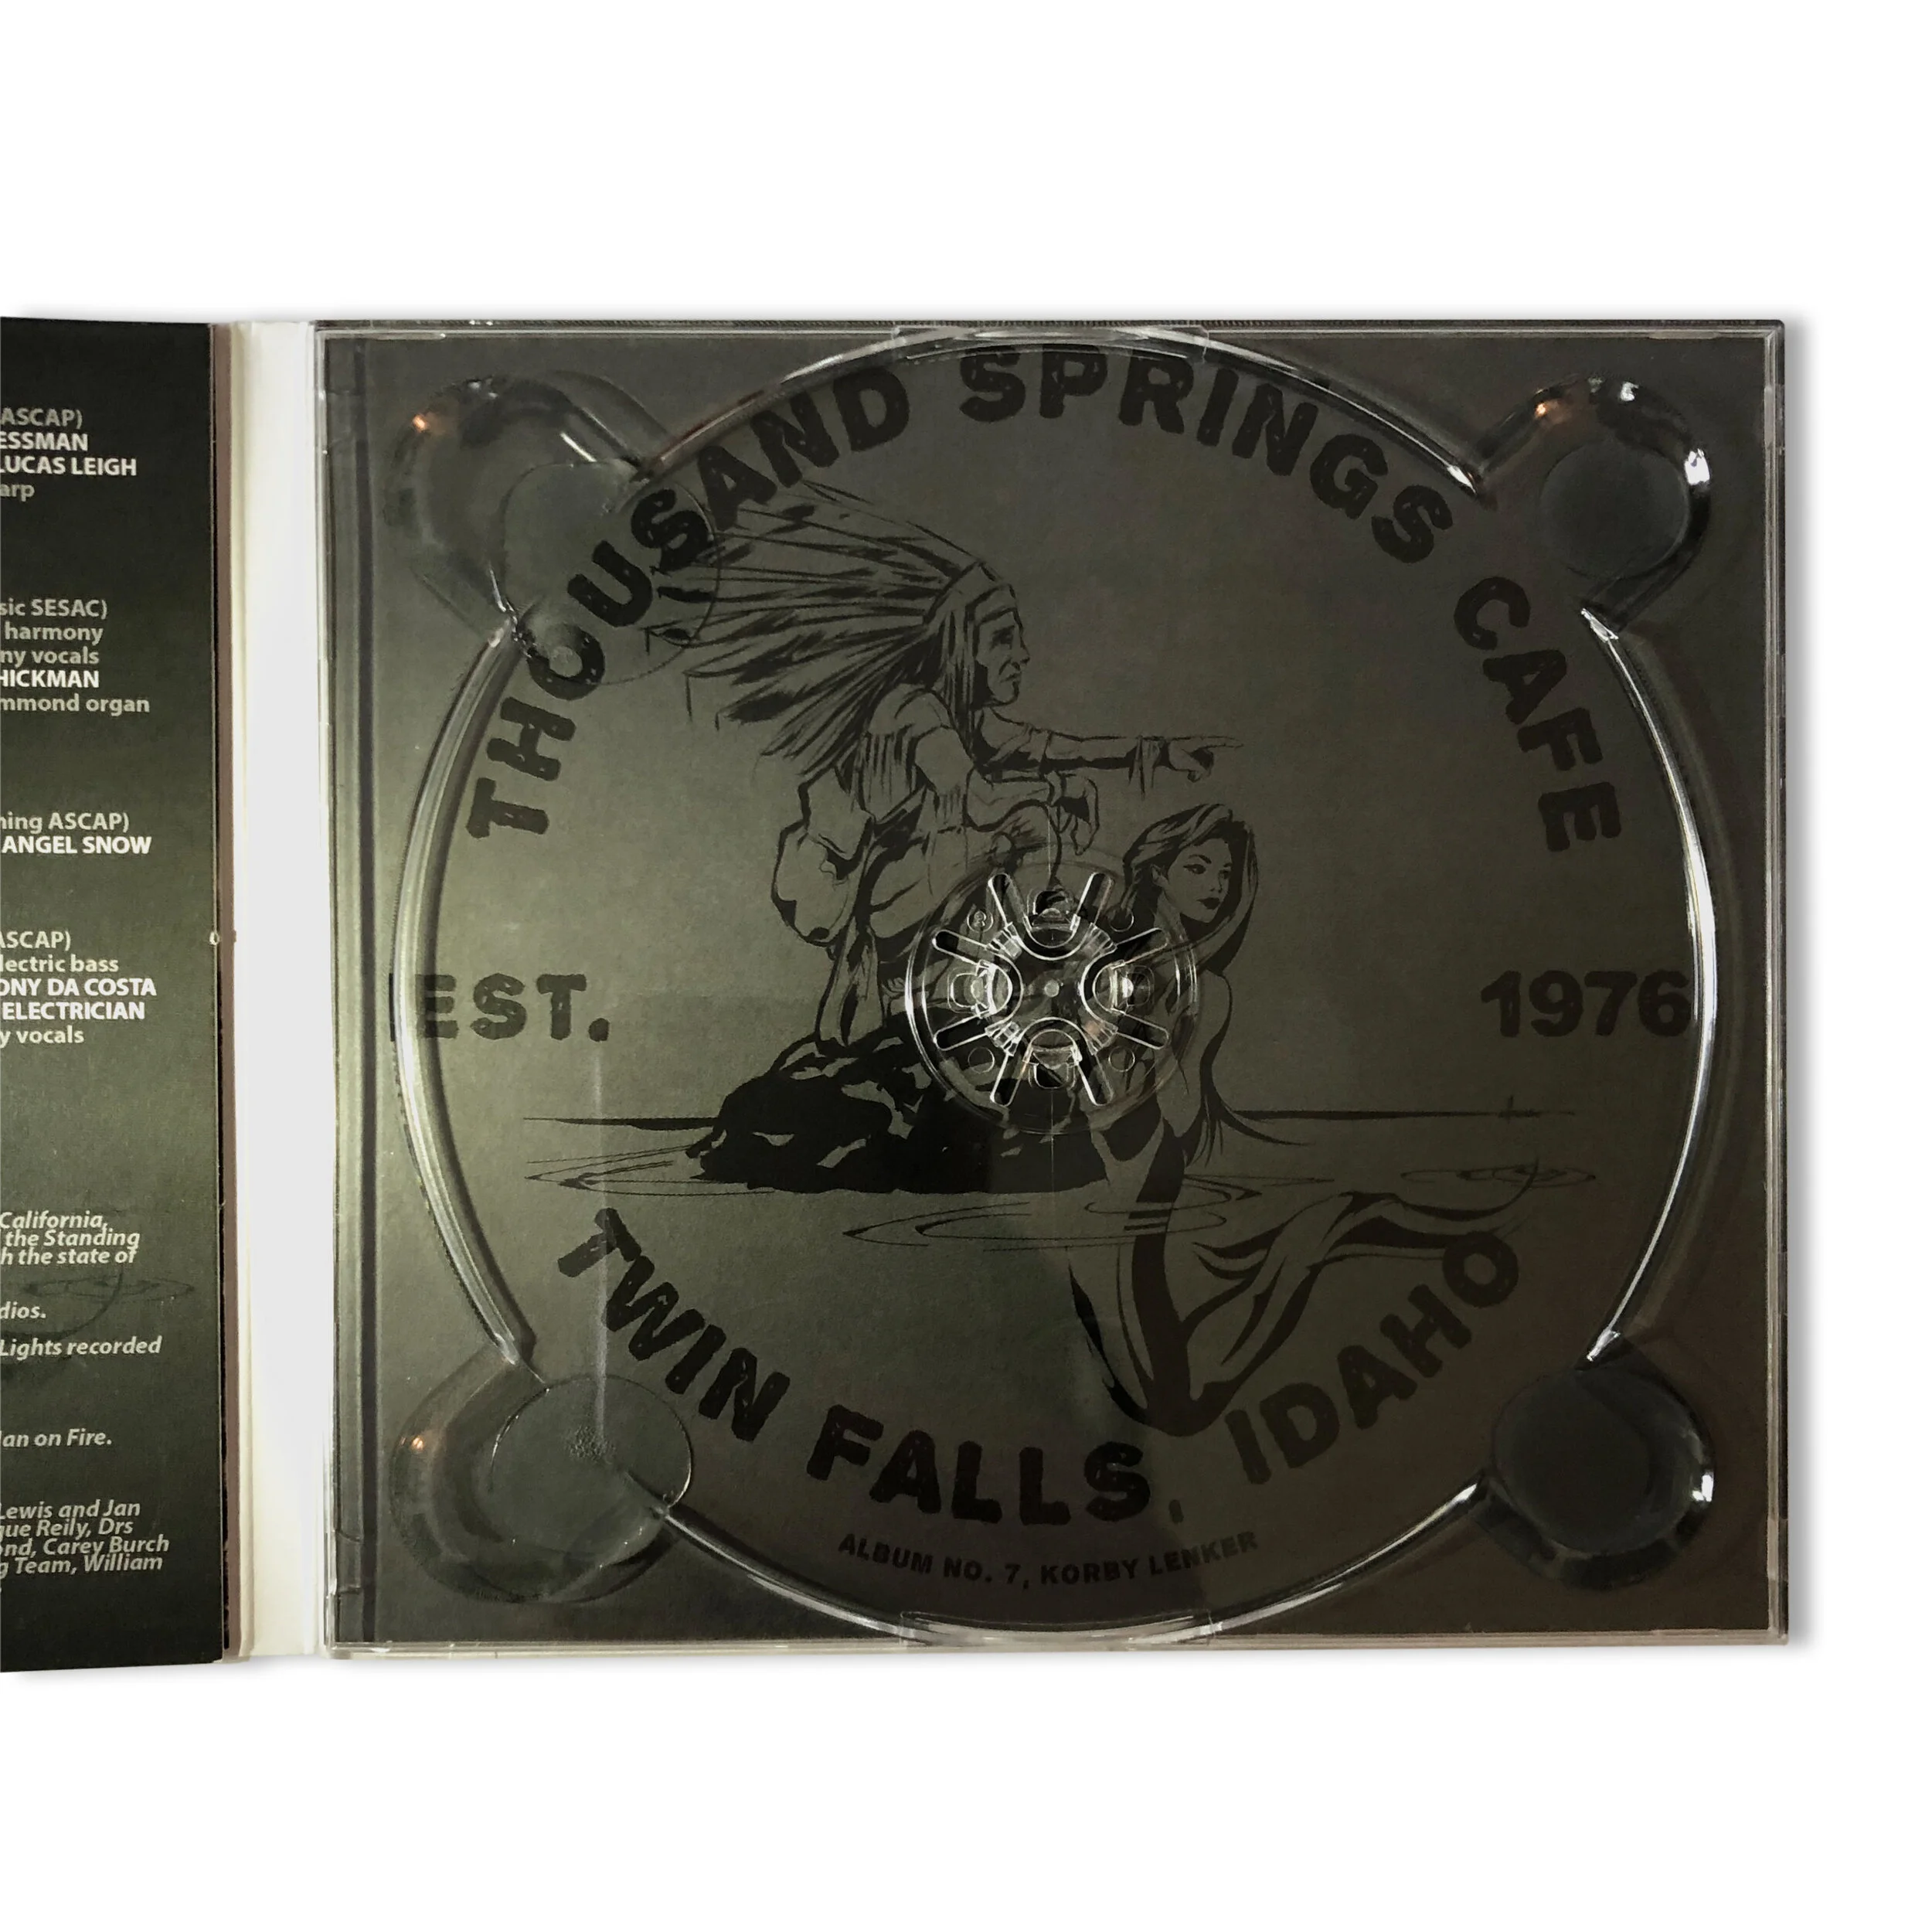 ASCAP)
ESSMAN
LUCAS LEIGH
arp
sic SESAC)
harmony
ny vocals
HICKMAN
mmond organ
hing ASCAP)
ANGEL SNOW
ASCAP)
lectric bass
ONY DA COSTA
ELECTRICIAN
y vocals
California,
the Standing
h the state of
dios.
Lights recorded
an on Fire.
Lewis and Jan
gue Reily, Drs
ond, Carey Burch
g Team, William
THOUSAND SPRINGS CAFE
EST. 1976
TWIN FALLS, IDAHO
ALBUM NO. 7, KORBY LENKER